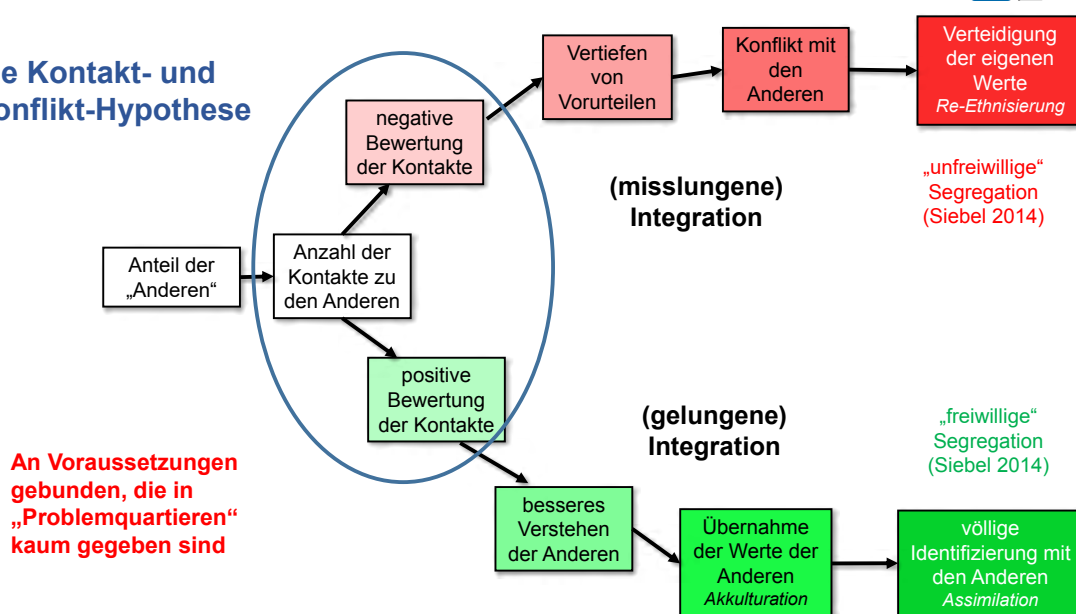 e Kontakt- und
onflikt-Hypothese
negative
Bewertung
der Kontakte
Vertiefen
von
Vorurteilen
Konflikt mit
den
Anderen
Verteidigung
der eigenen
Werte
Re-Ethnisierung
(misslungene)
Integration
„unfreiwillige“
Segregation
(Siebel 2014)
Anteil der
„Anderen“
Anzahl der
Kontakte zu
den Anderen
positive
Bewertung
der Kontakte
(gelungene)
Integration
„freiwillige“
Segregation
(Siebel 2014)
An Voraussetzungen
gebunden, die in
„Problemquartieren“
kaum gegeben sind
besseres
Verstehen
der Anderen
Übernahme
der Werte der
Anderen
Akkulturation
völlige
Identifizierung mit
den Anderen
Assimilation